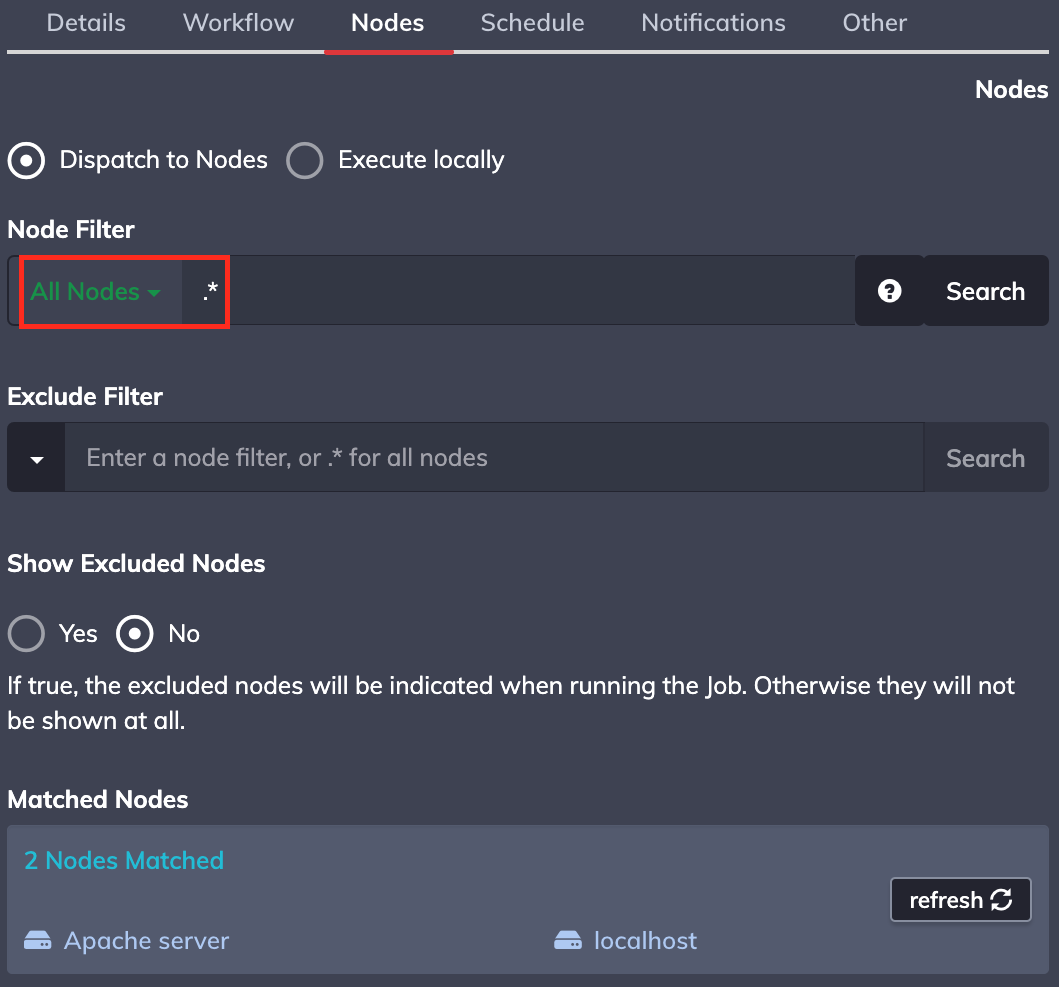 Details Workflow Nodes Schedule Notifications Other
Nodes
Dispatch to Nodes Execute locally
Node Filter
All Nodes .* ? Search
Exclude Filter
Enter a node filter, or .* for all nodes Search
Show Excluded Nodes
Yes No
If true, the excluded nodes will be indicated when running the Job. Otherwise they will not
be shown at all.
Matched Nodes
2 Nodes Matched
refresh
Apache server localhost